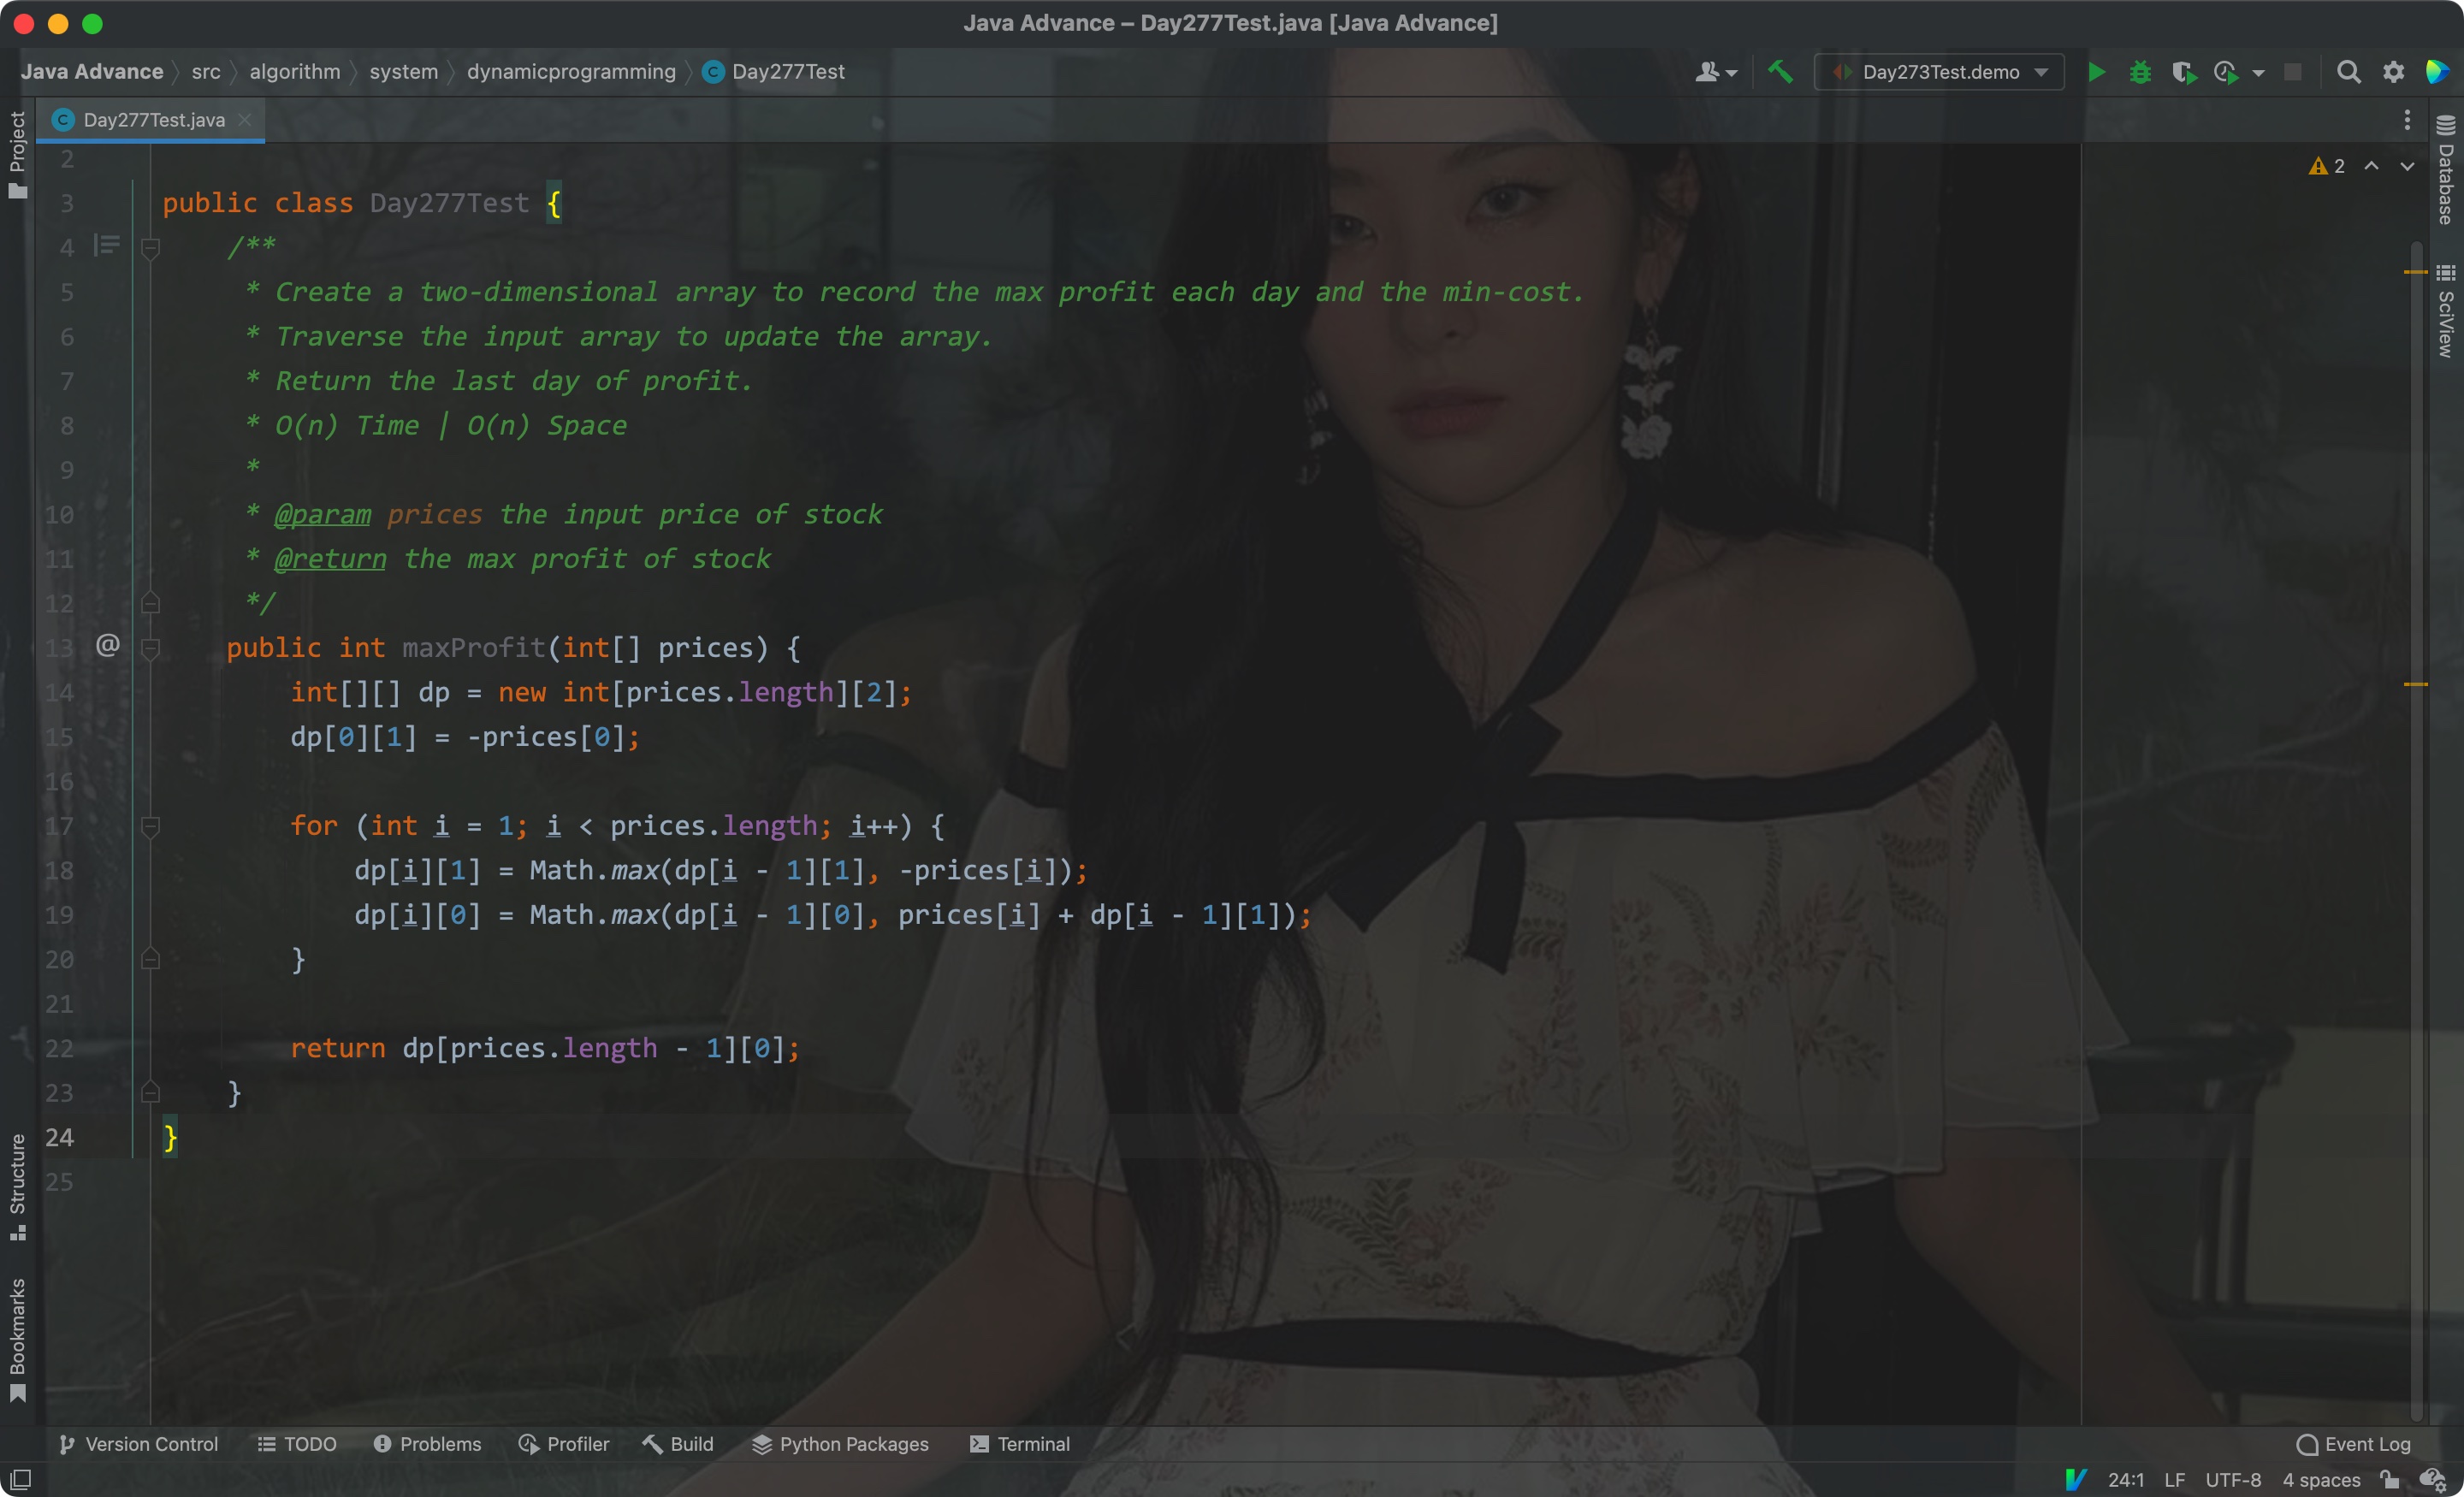 Java Advance – Day277Test.java [Java Advance]
Java Advance src algorithm system dynamicprogramming Day277Test
Day273Test.demo
Project
Day277Test.java
Database
SciView
2
2
3 public class Day277Test {
4 /**
5 * Create a two-dimensional array to record the max profit each day and the min-cost.
6 * Traverse the input array to update the array.
7 * Return the last day of profit.
8 * O(n) Time | O(n) Space
9 *
10 * @param prices the input price of stock
11 * @return the max profit of stock
12 */
13 @ public int maxProfit(int[] prices) {
14 int[][] dp = new int[prices.length][2];
15 dp[0][1] = -prices[0];
16
17 for (int i = 1; i < prices.length; i++) {
18 dp[i][1] = Math.max(dp[i - 1][1], -prices[i]);
19 dp[i][0] = Math.max(dp[i - 1][0], prices[i] + dp[i - 1][1]);
20 }
21
22 return dp[prices.length - 1][0];
23 }
24 }
25
Structure
Bookmarks
Version Control TODO Problems Profiler Build Python Packages Terminal Event Log
24:1 LF UTF-8 4 spaces